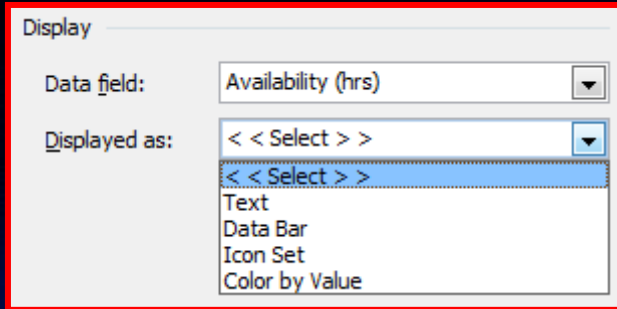 Display
Data field: Availability (hrs)
Displayed as: < < Select > >
< < Select > >
Text
Data Bar
Icon Set
Color by Value